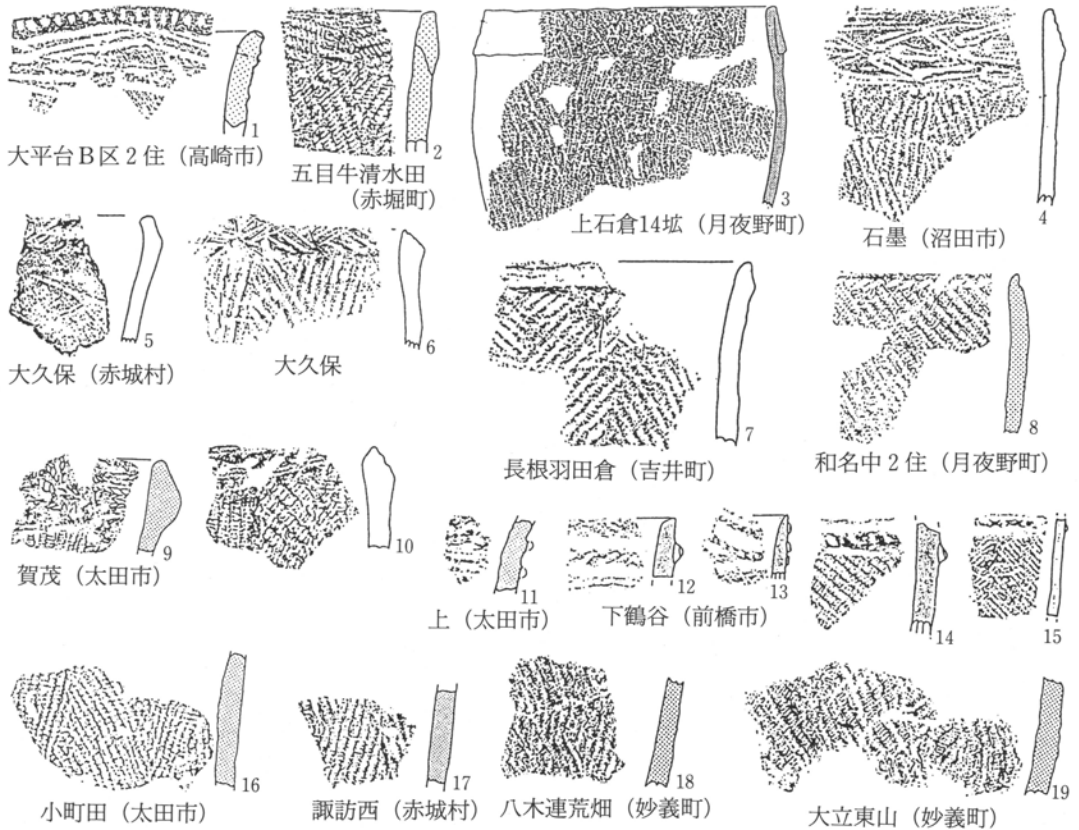 1
大平台B区2住（高崎市）
2
五目牛清水田
（赤堀町）
3
上石倉14拡（月夜野町）
4
石墨（沼田市）
5
大久保（赤城村）
6
大久保
7
長根羽田倉（吉井町）
8
和名中2住（月夜野町）
9
賀茂（太田市）
10
11
上（太田市）
12
13
下鶴谷（前橋市）
14
15
16
小町田（太田市）
17
諏訪西（赤城村）
18
八木連荒畑（妙義町）
19
大立東山（妙義町）